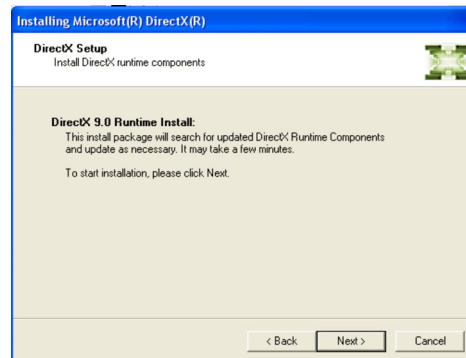 Installing Microsoft(R) DirectX(R)
DirectX Setup
Install DirectX runtime components
DirectX 9.0 Runtime Install:
This install package will search for updated DirectX Runtime Components
and update as necessary. It may take a few minutes.
To start installation, please click Next.
< Back
Next >
Cancel